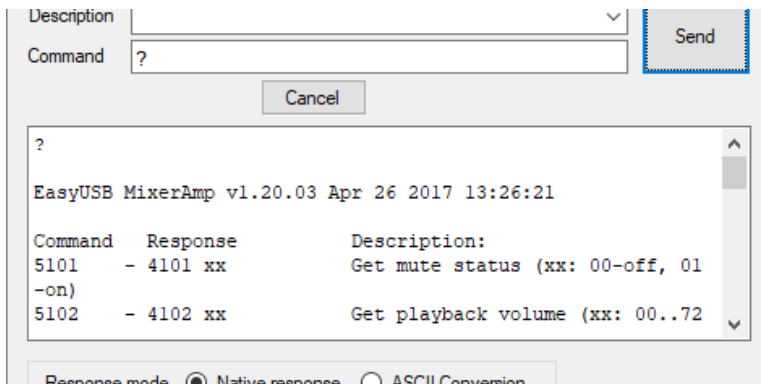 Description
Send
Command ?
Cancel
?
EasyUSB MixerAmp v1.20.03 Apr 26 2017 13:26:21
Command Response Description:
5101 - 4101 xx Get mute status (xx: 00-off, 01
-on)
5102 - 4102 xx Get playback volume (xx: 00..72
Response mode Native response ASCII Conversion